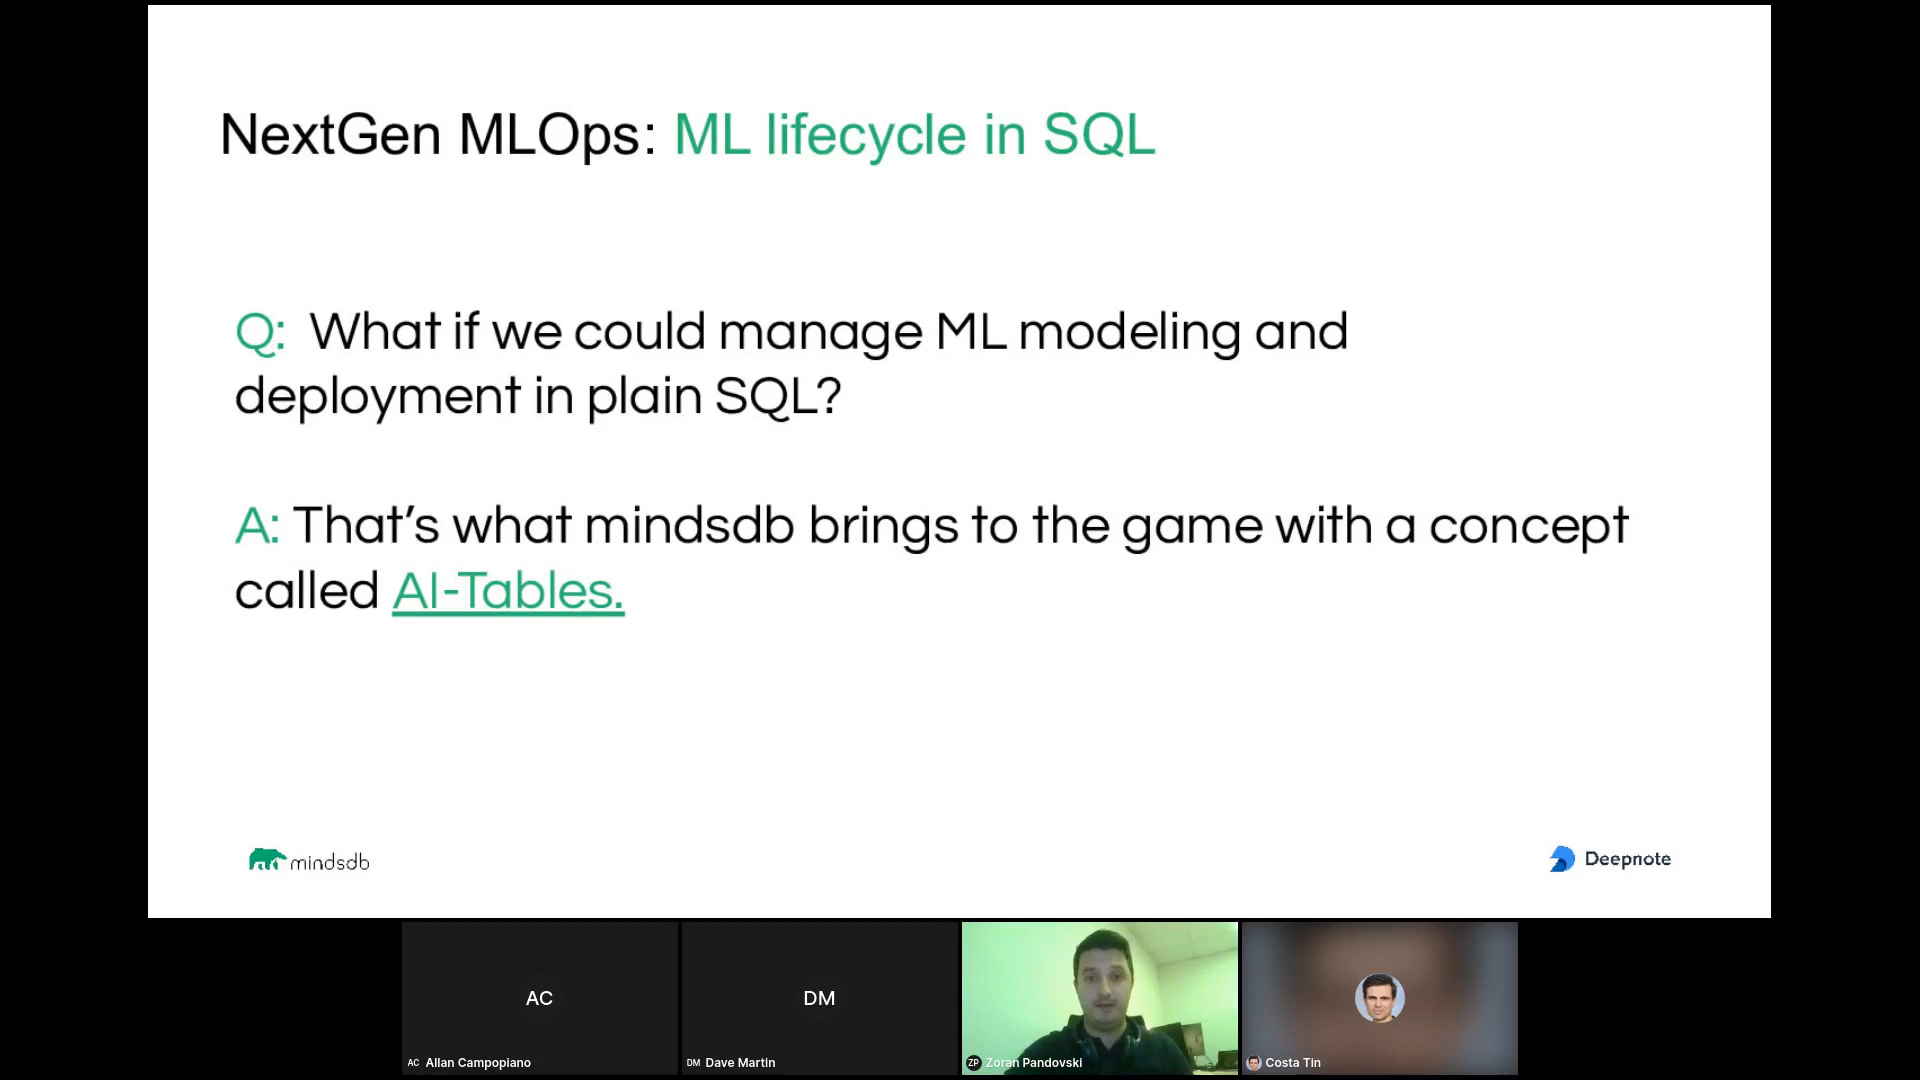 NextGen MLOps: ML lifecycle in SQL
Q: What if we could manage ML modeling and
deployment in plain SQL?
A: That’s what mindsdb brings to the game with a concept
called AI-Tables.
mindsdb
Deepnote
AC
DM
AC Allan Campopiano
DM Dave Martin
ZP Zoran Pandovski
Costa Tin